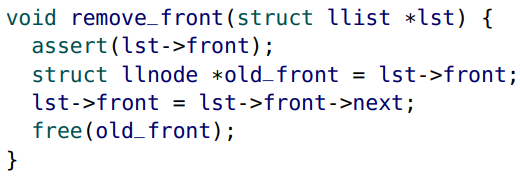 void remove_front(struct llist *lst) {
  assert(lst->front);
  struct llnode *old_front = lst->front;
  lst->front = lst->front->next;
  free(old_front);
}